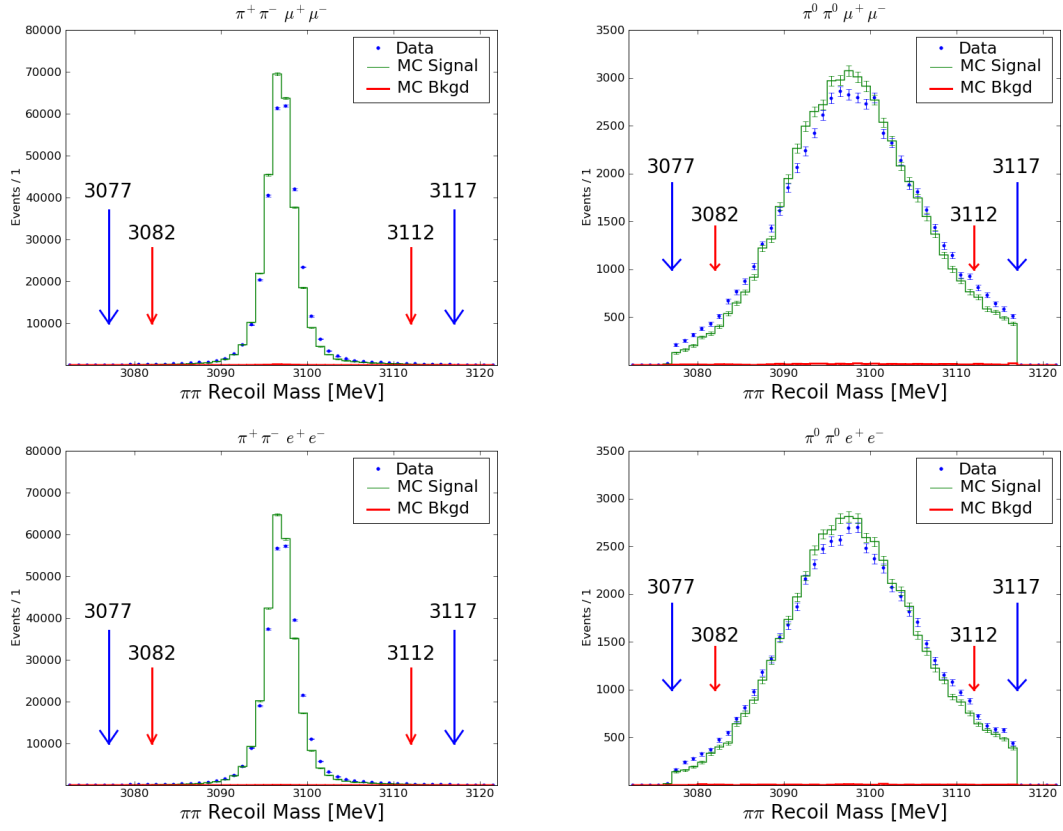 π⁺ π⁻ μ⁺ μ⁻
80000
70000
60000
50000
40000
30000
20000
10000
Events / 1
Data
MC Signal
MC Bkgd
3077
3082
3112
3117
3080 3090 3100 3110 3120
ππ Recoil Mass [MeV]
π⁰ π⁰ μ⁺ μ⁻
3500
3000
2500
2000
1500
1000
500
Events / 1
Data
MC Signal
MC Bkgd
3077
3082
3112
3117
3080 3090 3100 3110 3120
ππ Recoil Mass [MeV]
π⁺ π⁻ e⁺ e⁻
80000
70000
60000
50000
40000
30000
20000
10000
Events / 1
Data
MC Signal
MC Bkgd
3077
3082
3112
3117
3080 3090 3100 3110 3120
ππ Recoil Mass [MeV]
π⁰ π⁰ e⁺ e⁻
3500
3000
2500
2000
1500
1000
500
Events / 1
Data
MC Signal
MC Bkgd
3077
3082
3112
3117
3080 3090 3100 3110 3120
ππ Recoil Mass [MeV]